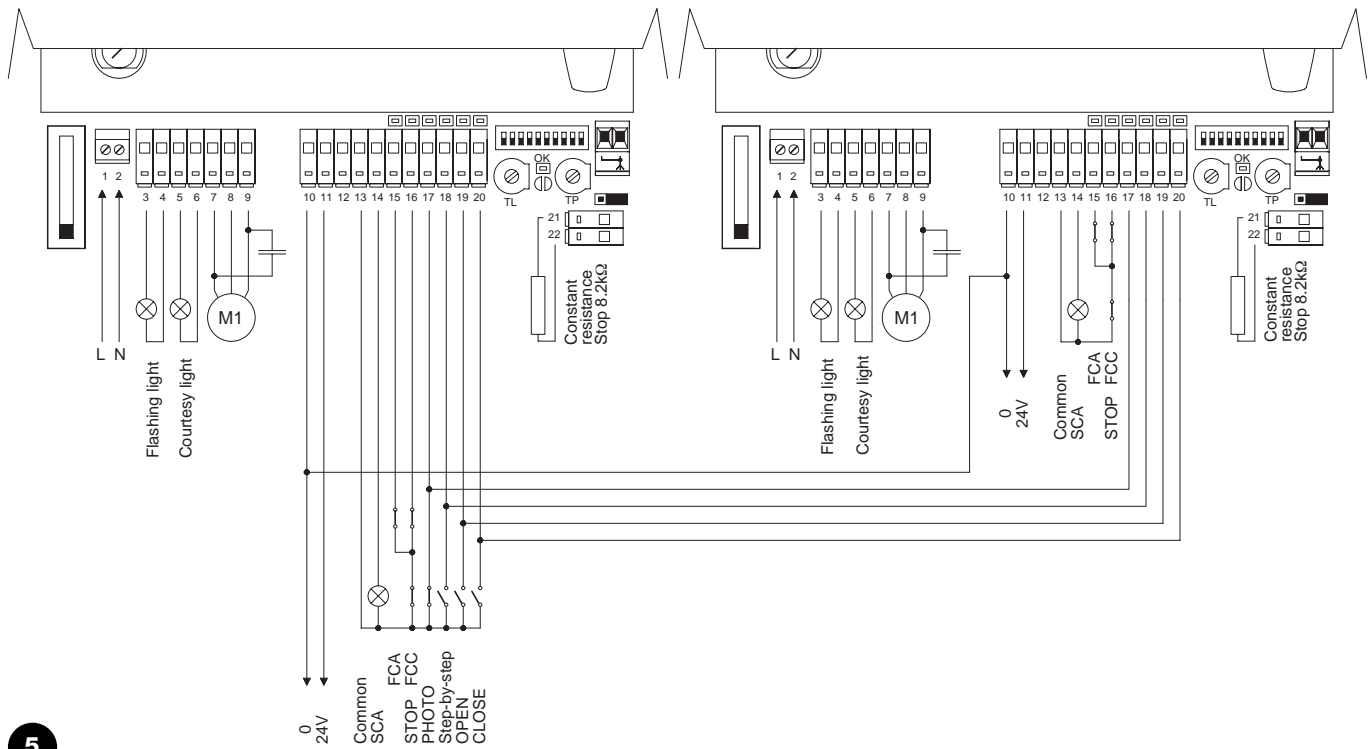 OK
1 2 3 4 5 6 7 8 9 10 11 12 13 14 15 16 17 18 19 20 TL TP
21
22
L N
M1
Flashing light
Courtesy light
Constant
resistance
Stop 8.2kΩ
0
24V
Common
SCA
FCA
STOP FCC
PHOTO
Step-by-step
OPEN
CLOSE
OK
1 2 3 4 5 6 7 8 9 10 11 12 13 14 15 16 17 18 19 20 TL TP
21
22
L N
M1
Flashing light
Courtesy light
0
24V
Common
SCA
FCA
STOP FCC
Constant
resistance
Stop 8.2kΩ
5